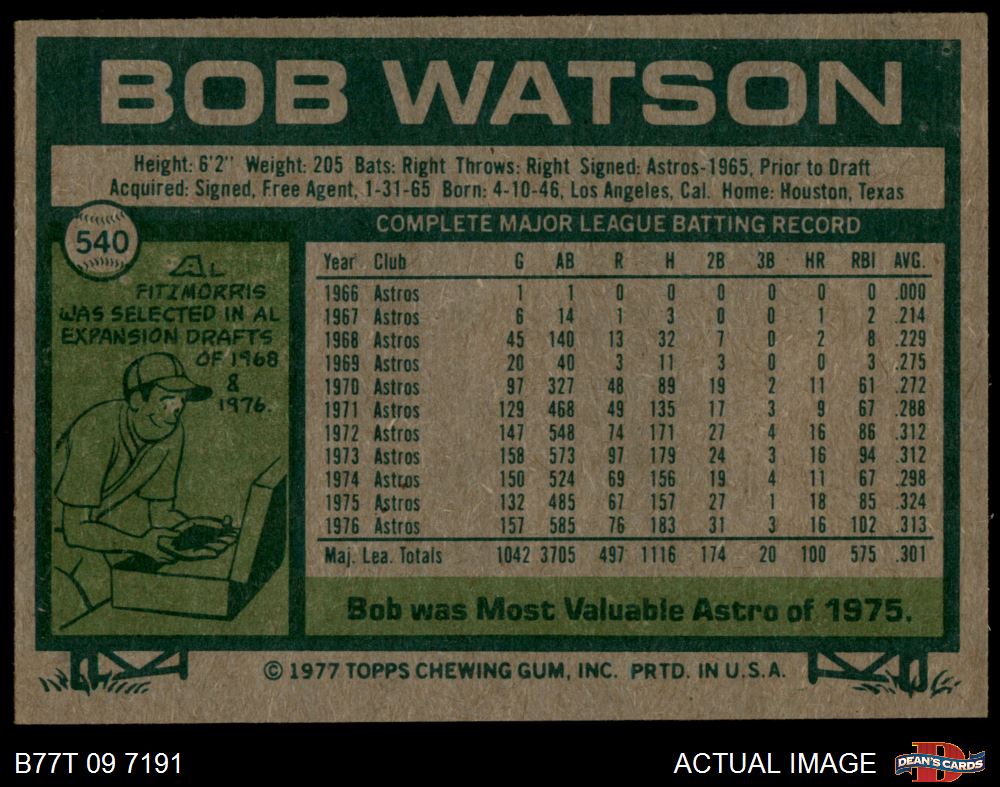 BOB WATSON
Height: 6'2" Weight: 205 Bats: Right Throws: Right Signed: Astros-1965, Prior to Draft
Acquired: Signed, Free Agent, 1-31-65 Born: 4-10-46, Los Angeles, Cal. Home: Houston, Texas
540
AL
FITZMORRIS
WAS SELECTED IN AL
EXPANSION DRAFTS
OF 1968
&
1976.
COMPLETE MAJOR LEAGUE BATTING RECORD
Year Club G AB R H 2B 3B HR RBI AVG.
1966 Astros 1 1 0 0 0 0 0 0 .000
1967 Astros 6 14 1 3 0 0 1 2 .214
1968 Astros 45 140 13 32 7 0 2 8 .229
1969 Astros 20 40 3 11 3 0 0 3 .275
1970 Astros 97 327 48 89 19 2 11 61 .272
1971 Astros 129 468 49 135 17 3 9 67 .288
1972 Astros 147 548 74 171 27 4 16 86 .312
1973 Astros 158 573 97 179 24 3 16 94 .312
1974 Astros 150 524 69 156 19 4 11 67 .298
1975 Astros 132 485 67 157 27 1 18 85 .324
1976 Astros 157 585 76 183 31 3 16 102 .313
Maj. Lea. Totals 1042 3705 497 1116 174 20 100 575 .301
Bob was Most Valuable Astro of 1975.
© 1977 TOPPS CHEWING GUM, INC. PRTD. IN U.S.A.
B77T 09 7191
ACTUAL IMAGE
DEAN'S CARDS